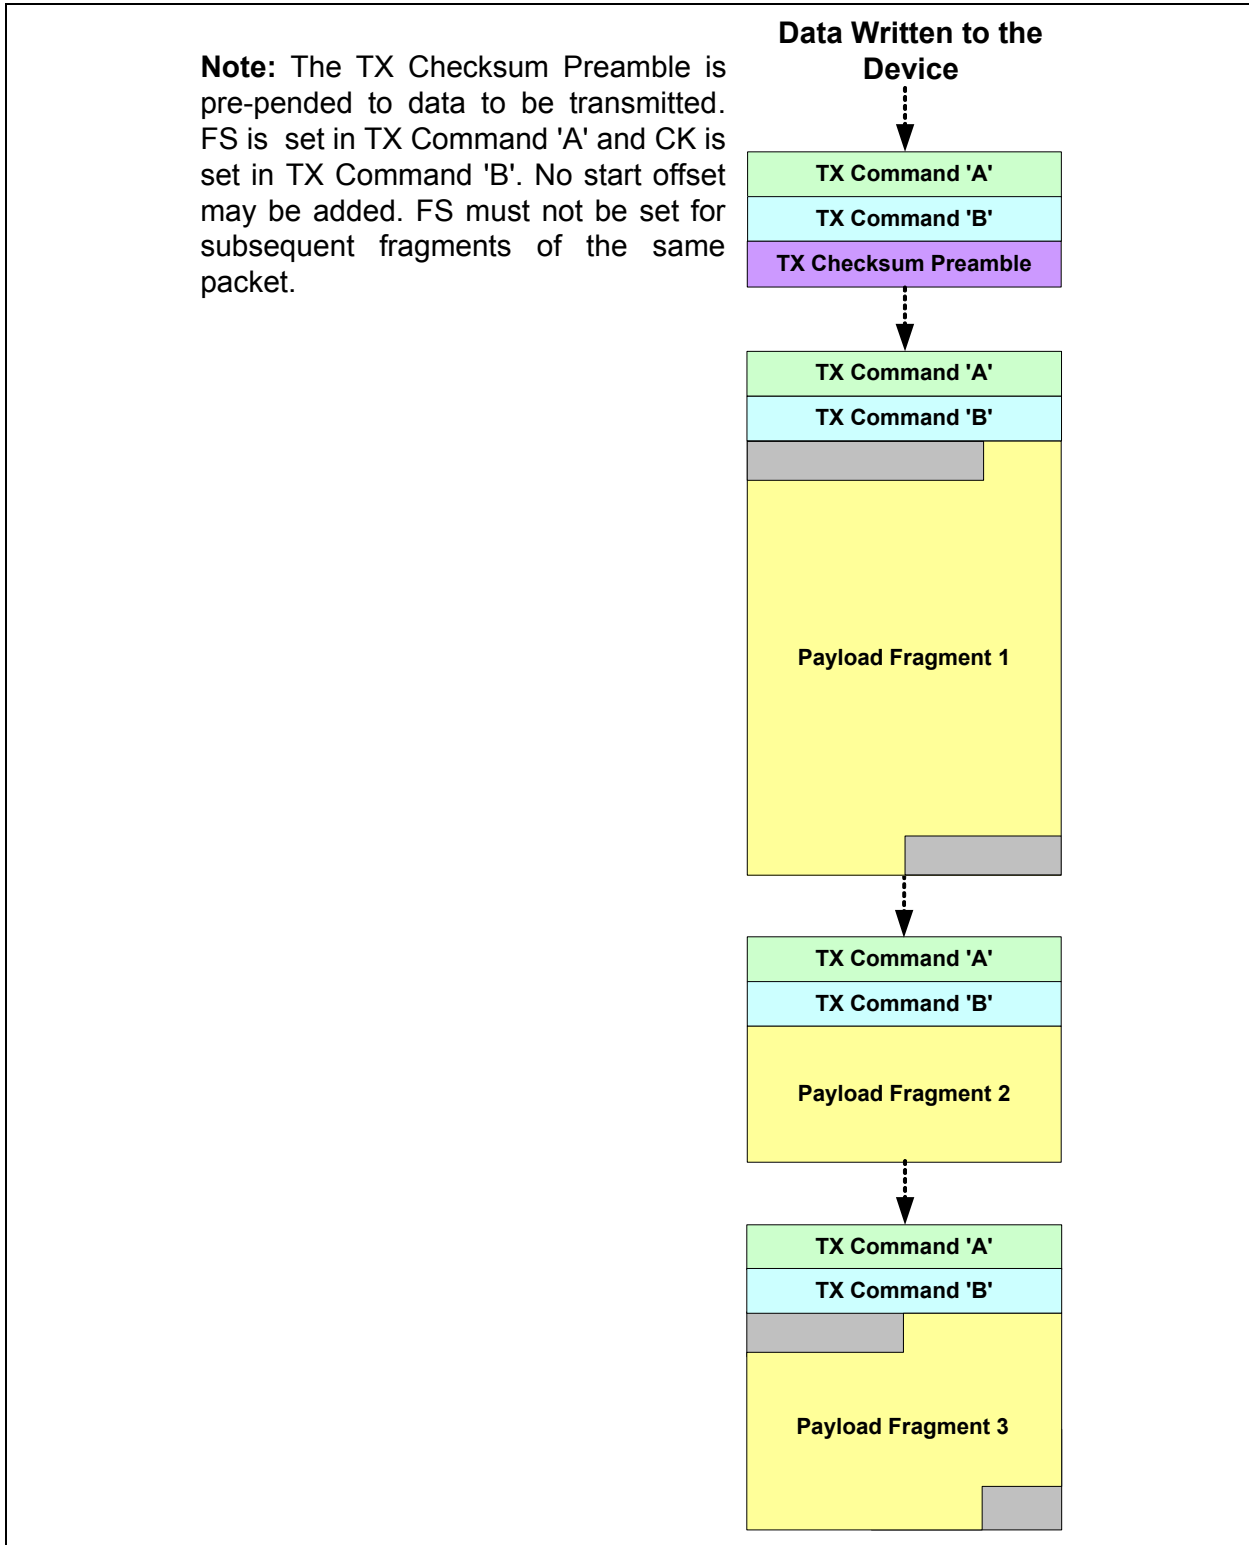 Note: The TX Checksum Preamble is
pre-pended to data to be transmitted.
FS is set in TX Command 'A' and CK is
set in TX Command 'B'. No start offset
may be added. FS must not be set for
subsequent fragments of the same
packet.
Data Written to the
Device
TX Command 'A'
TX Command 'B'
TX Checksum Preamble
TX Command 'A'
TX Command 'B'
Payload Fragment 1
TX Command 'A'
TX Command 'B'
Payload Fragment 2
TX Command 'A'
TX Command 'B'
Payload Fragment 3